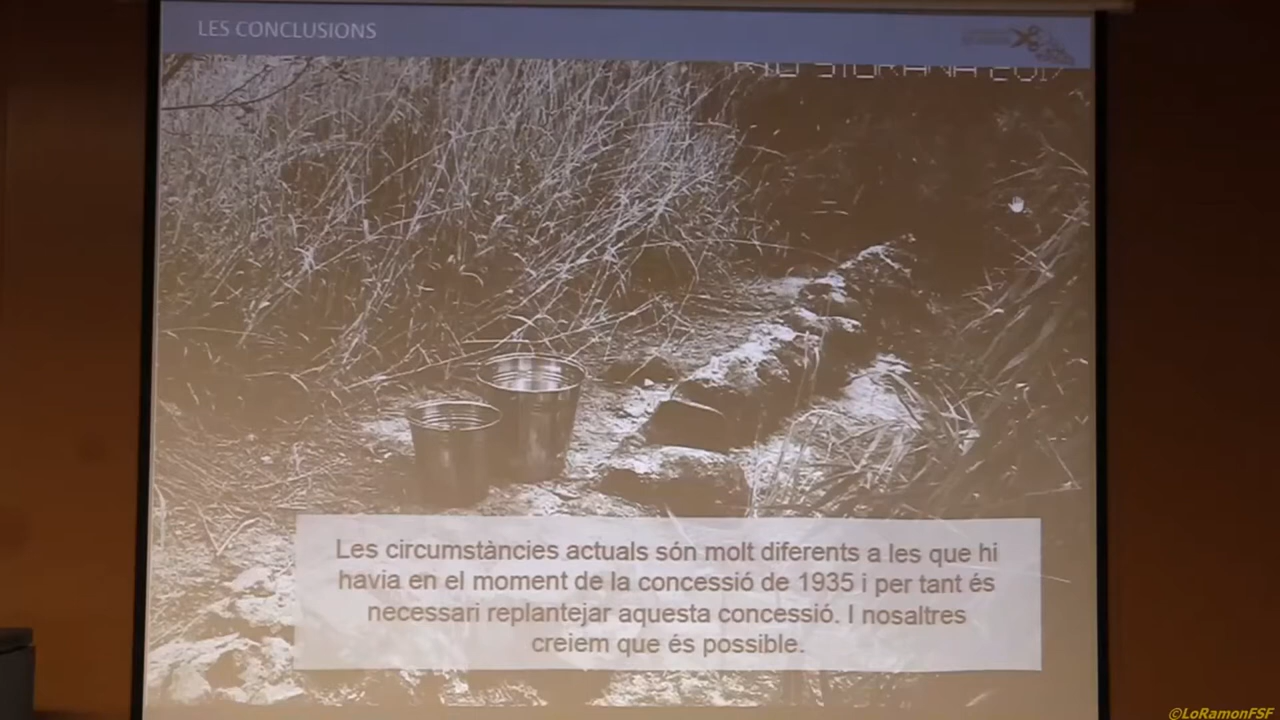 LES CONCLUSIONS
Les circumstàncies actuals són molt diferents a les que hi
havia en el moment de la concessió de 1935 i per tant és
necessari replantejar aquesta concessió. I nosaltres
creiem que és possible.
©LoRamonFSF